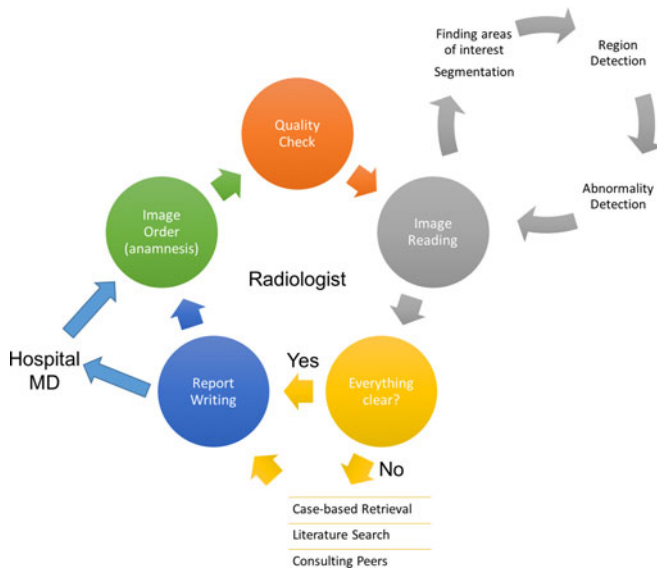 Finding areas
of interest
Segmentation
Region
Detection
Abnormality
Detection
Quality
Check
Image
Order
(anamnesis)
Image
Reading
Radiologist
Hospital
MD
Report
Writing
Yes
Everything
clear?
No
Case-based Retrieval
Literature Search
Consulting Peers